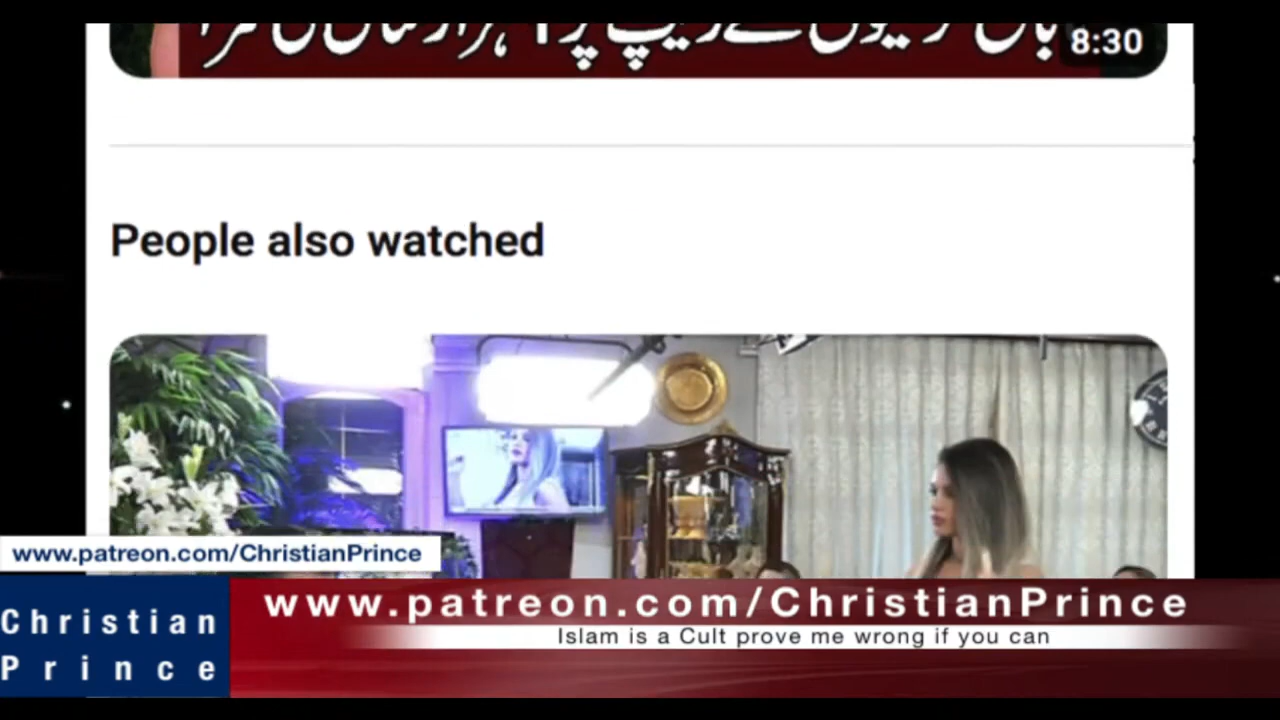 8:30
People also watched
www.patreon.com/ChristianPrince
www.patreon.com/ChristianPrince
Islam is a Cult prove me wrong if you can
Christian
Prince